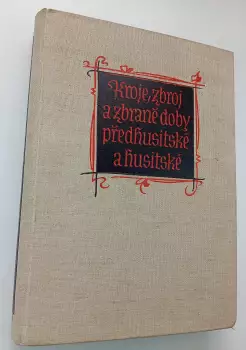 Kroje, zbroj
a zbraně doby
předhusitské
a husitské